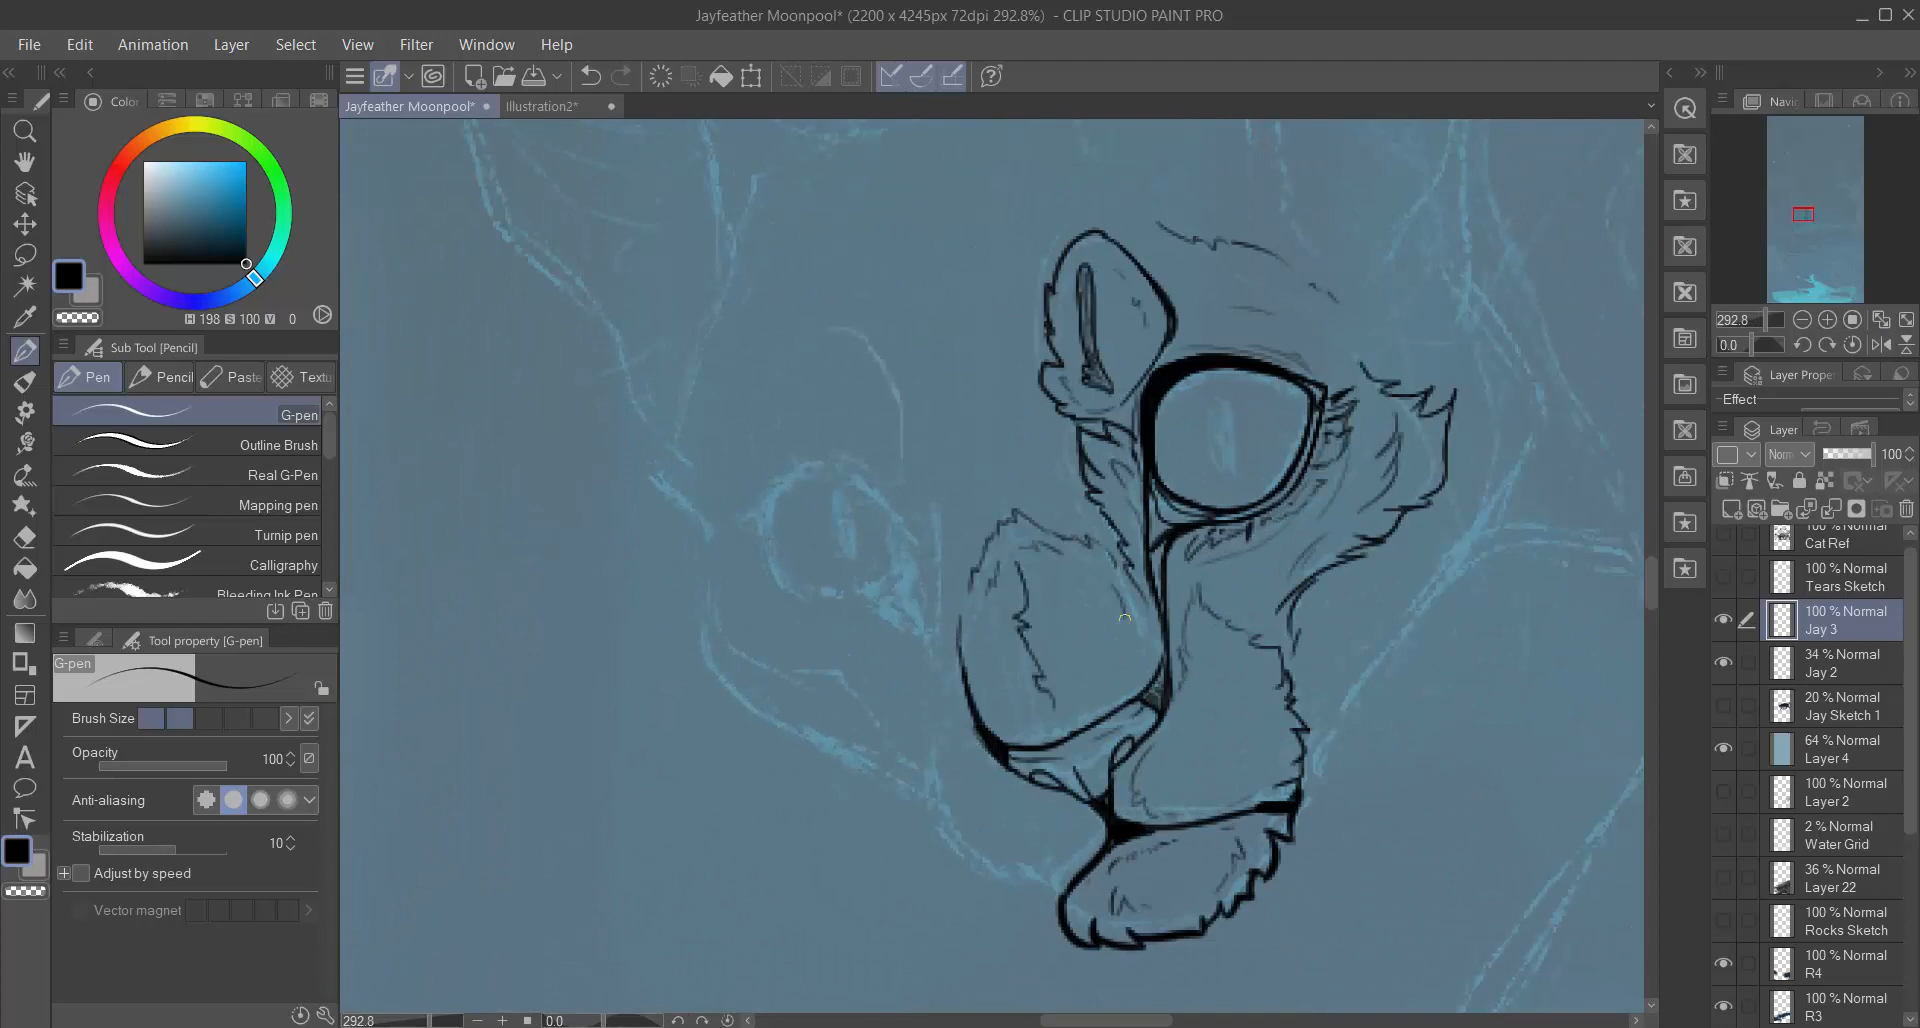 Jayfeather Moonpool* (2200 x 4245px 72dpi 292.8%) - CLIP STUDIO PAINT PRO
File Edit Animation Layer Select View Filter Window Help
Jayfeather Moonpool* Illustration2*
Color
H 198 S 100 V 0
Sub Tool [Pencil]
Pen Pencil Paste Textu
G-pen
Outline Brush
Real G-Pen
Mapping pen
Turnip pen
Calligraphy
Bleeding Ink Pen
Tool property [G-pen]
G-pen
Brush Size
Opacity 100
Anti-aliasing
Stabilization 10
Adjust by speed
Vector magnet
292.8 0.0
Navi
292.8
0.0
Layer Prope
Effect
Layer
Norm 100
100 % Normal
Cat Ref
100 % Normal
Tears Sketch
100 % Normal
Jay 3
34 % Normal
Jay 2
20 % Normal
Jay Sketch 1
64 % Normal
Layer 4
100 % Normal
Layer 2
2 % Normal
Water Grid
36 % Normal
Layer 22
100 % Normal
Rocks Sketch
100 % Normal
R4
100 % Normal
R3